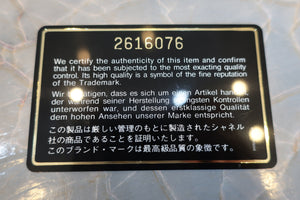 2616076
We certify the authenticity of this item and confirm
that it has been subjected to the most exacting quality
control. Its high quality is a symbol of the fine reputation
of the Trademark.
Wir tigen, dass es sich um einen Artikel han
der während seiner Herstellung ngsten Kontrollen
unterworfen und dessen erstklassige Qualität
dem hohen Ansehen unserer Marke entspricht.
この製品は厳しい管理のもとに製造されたシャネル
社の商品であることを証明いたします。
このブランド・マークは最高級品質の象徴です。